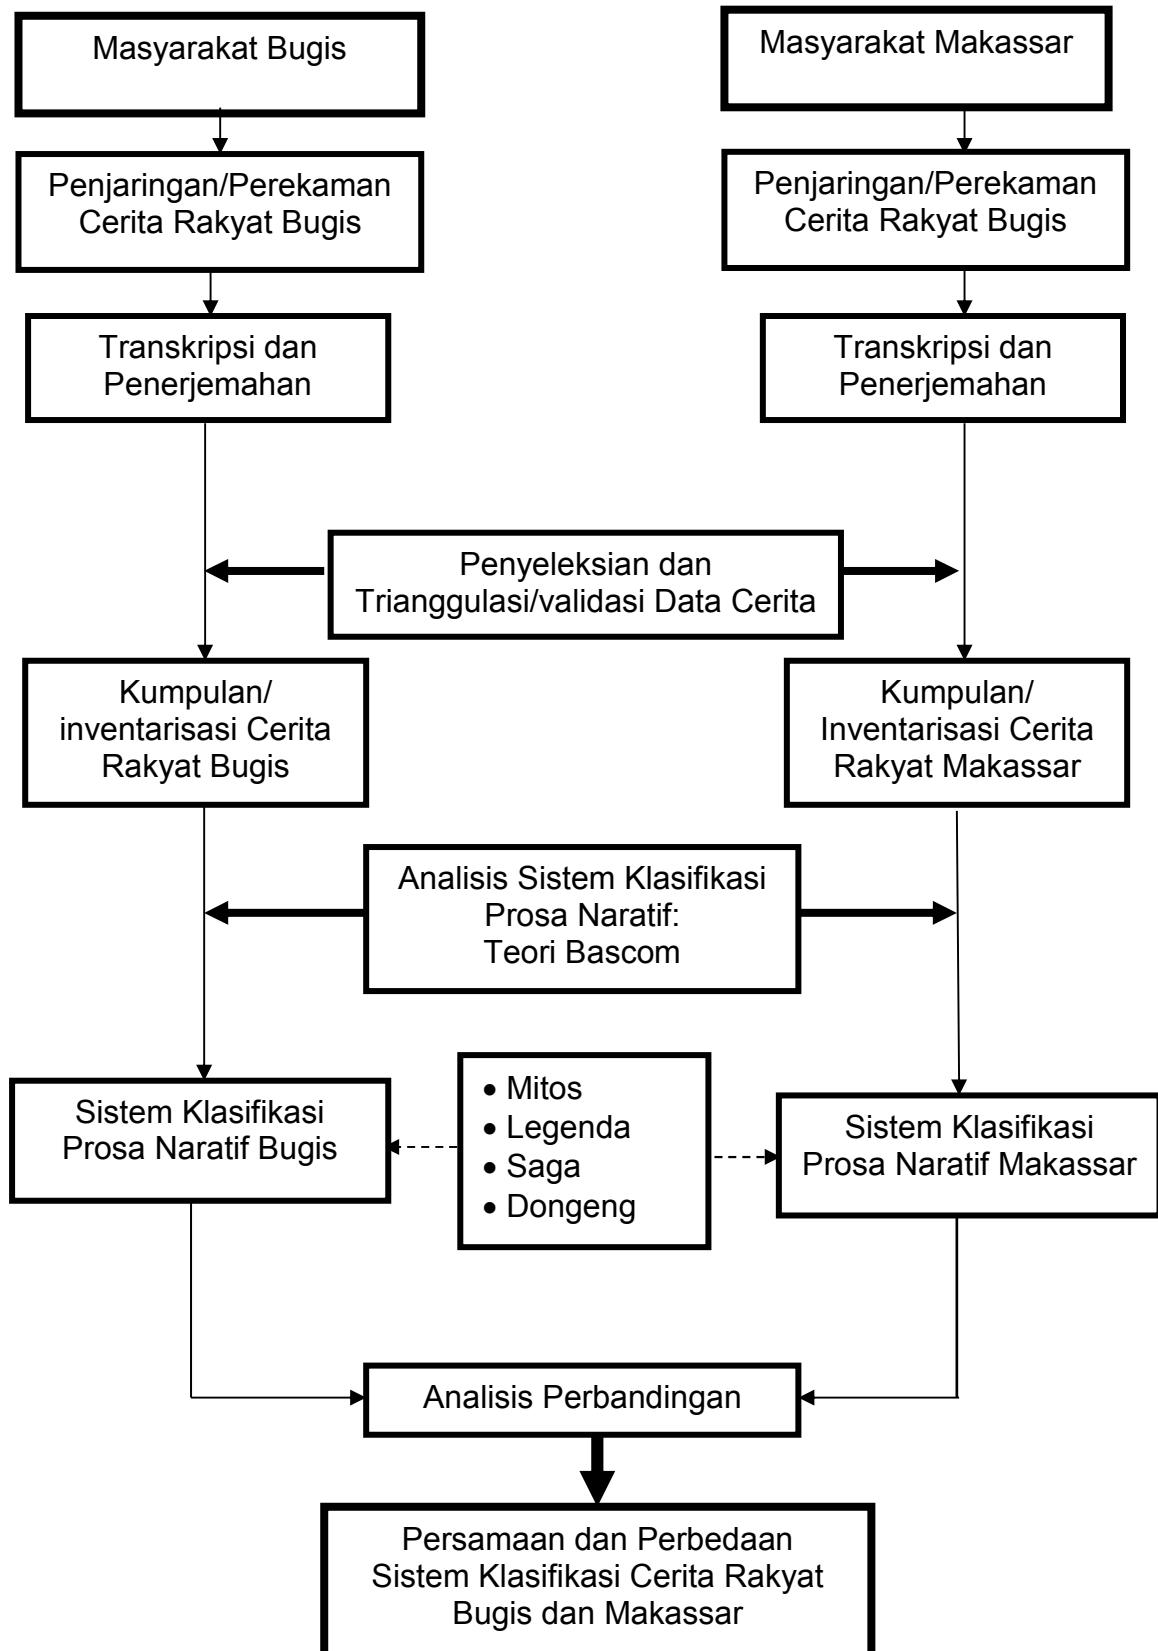 Masyarakat Bugis
Masyarakat Makassar
Penjaringan/Perekaman
Cerita Rakyat Bugis
Penjaringan/Perekaman
Cerita Rakyat Bugis
Transkripsi dan
Penerjemahan
Transkripsi dan
Penerjemahan
Penyeleksian dan
Trianggulasi/validasi Data Cerita
Kumpulan/
inventarisasi Cerita
Rakyat Bugis
Kumpulan/
Inventarisasi Cerita
Rakyat Makassar
Analisis Sistem Klasifikasi
Prosa Naratif:
Teori Bascom
Sistem Klasifikasi
Prosa Naratif Bugis
• Mitos
• Legenda
• Saga
• Dongeng
Sistem Klasifikasi
Prosa Naratif Makassar
Analisis Perbandingan
Persamaan dan Perbedaan
Sistem Klasifikasi Cerita Rakyat
Bugis dan Makassar